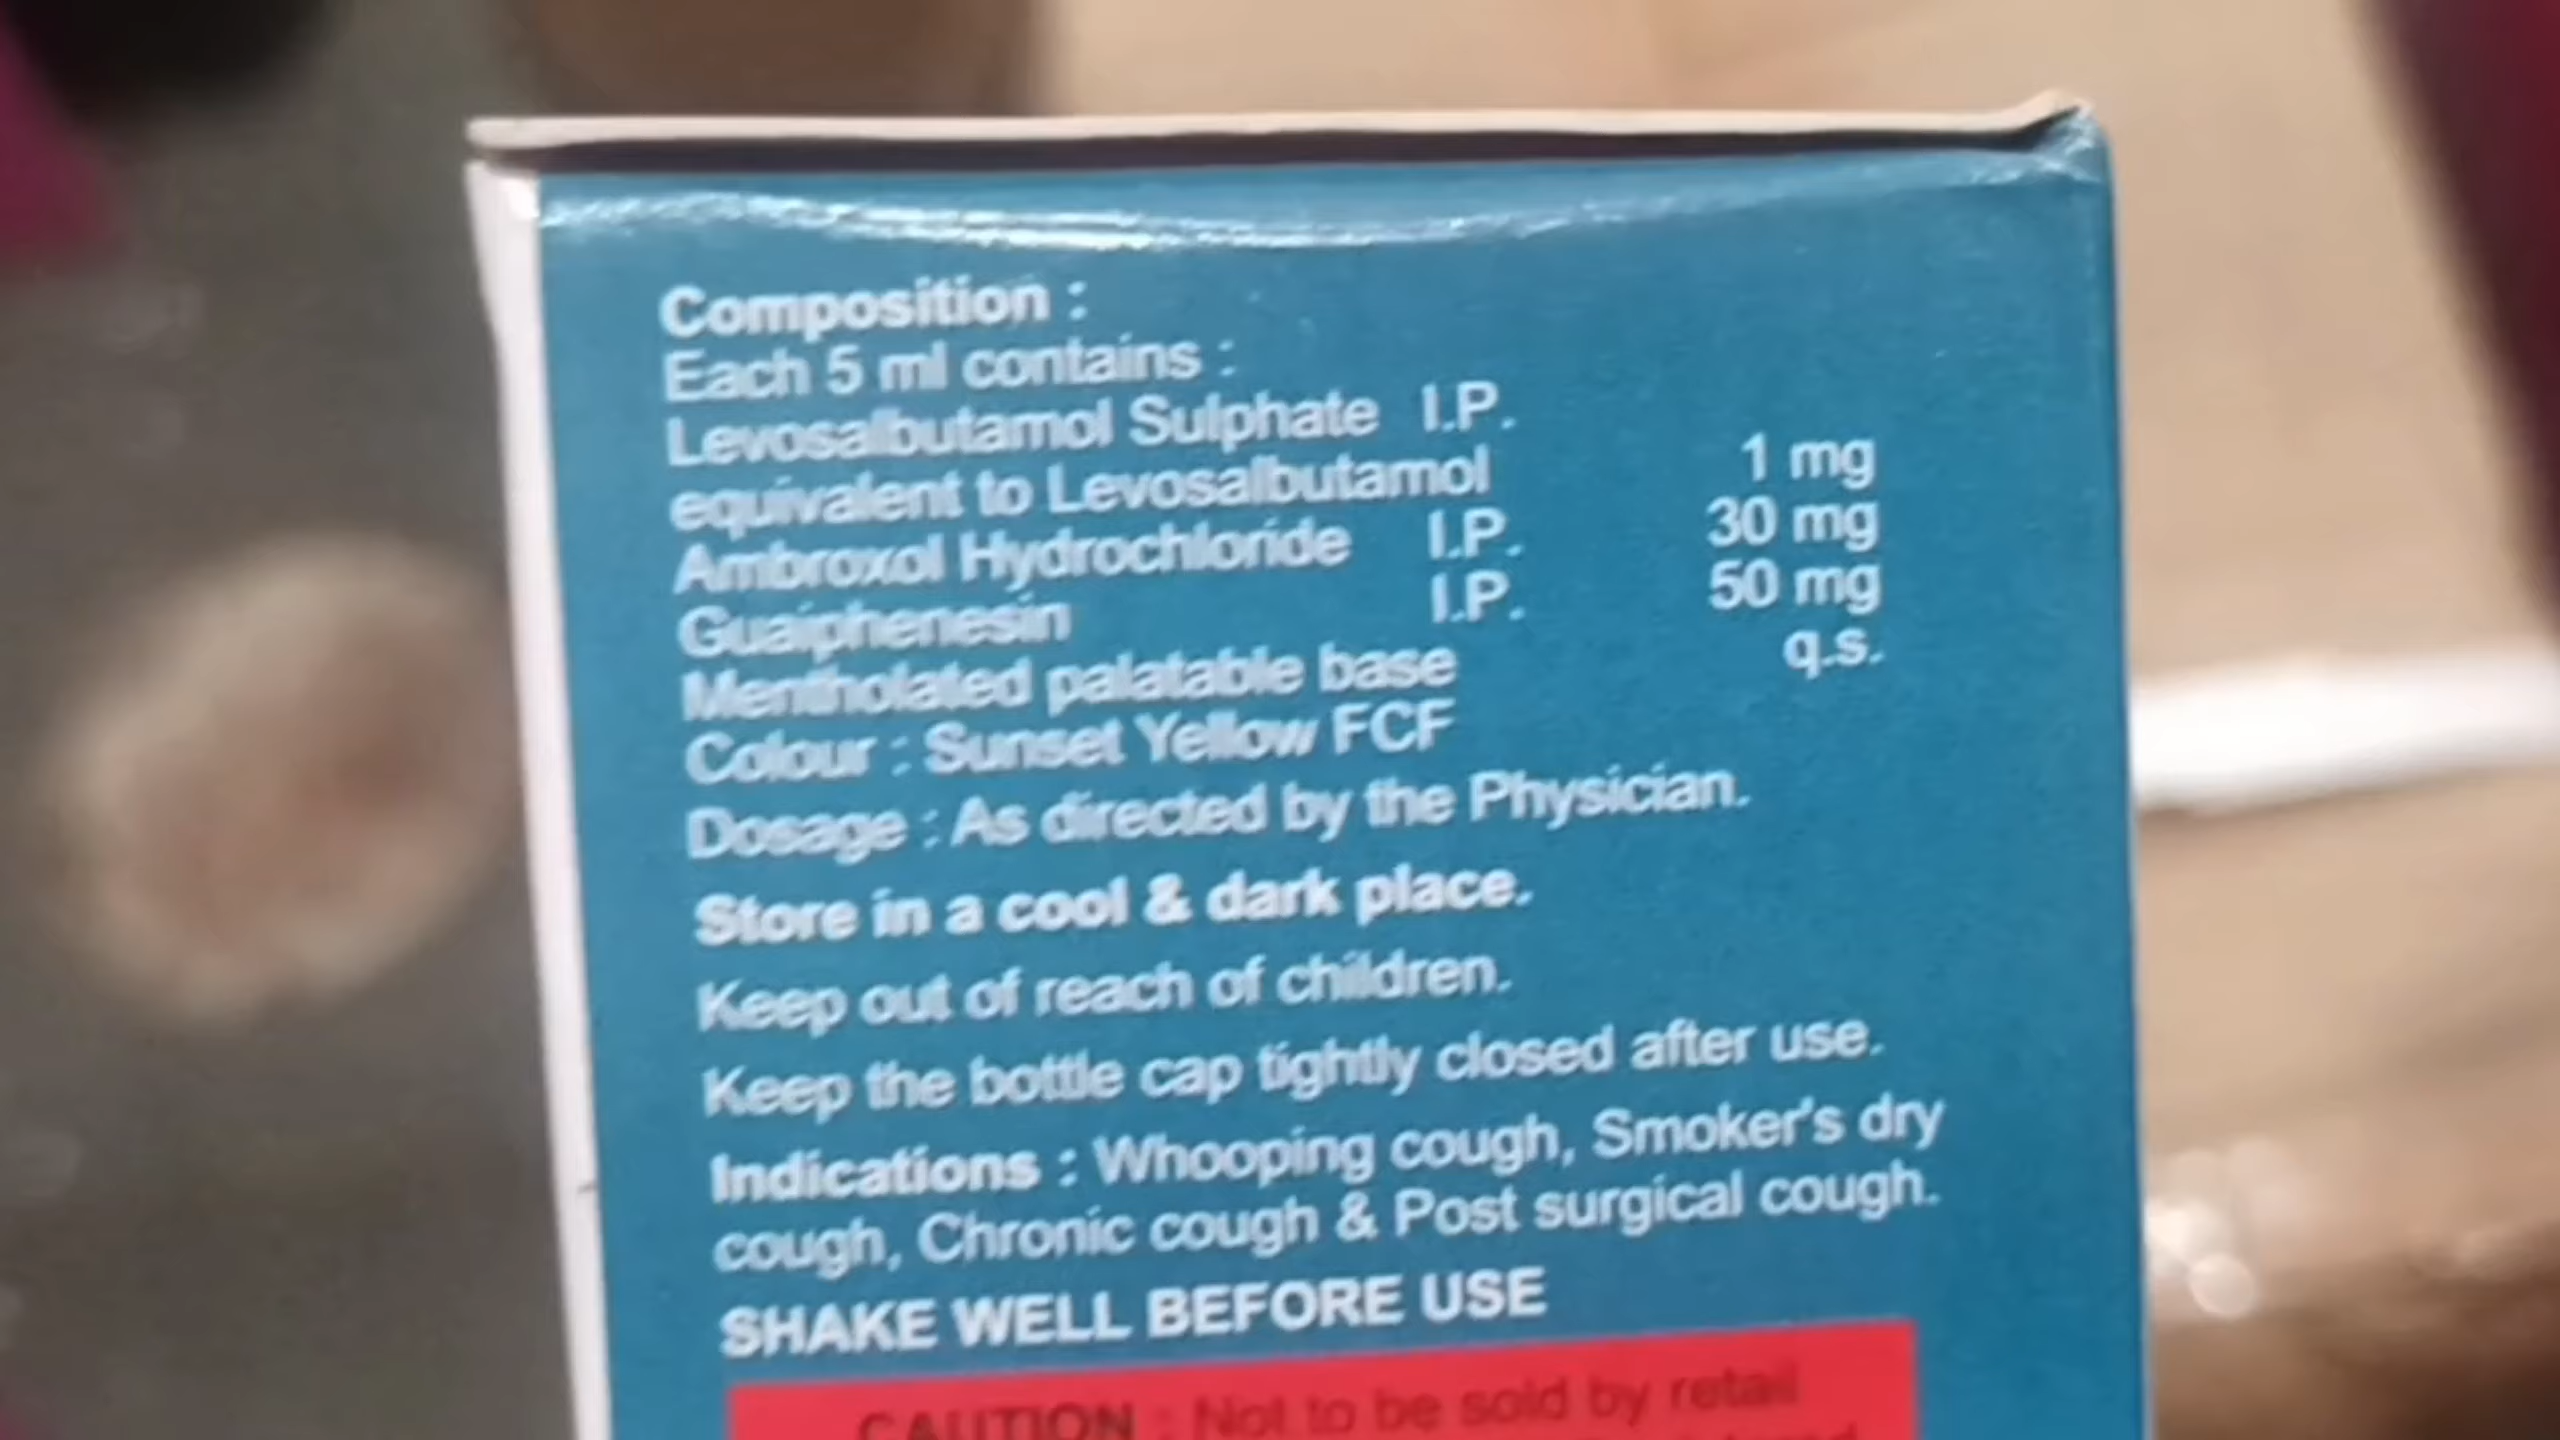 Composition :
Each 5 ml contains :
Levosalbutamol Sulphate I.P.
equivalent to Levosalbutamol 1 mg
Ambroxol Hydrochloride I.P. 30 mg
Guaiphenesin I.P. 50 mg
Mentholated palatable base q.s.
Colour : Sunset Yellow FCF
Dosage : As directed by the Physician.
Store in a cool & dark place.
Keep out of reach of children.
Keep the bottle cap tightly closed after use.
Indications : Whooping cough, Smoker's dry
cough, Chronic cough & Post surgical cough.
SHAKE WELL BEFORE USE
CAUTION : Not to be sold by retail